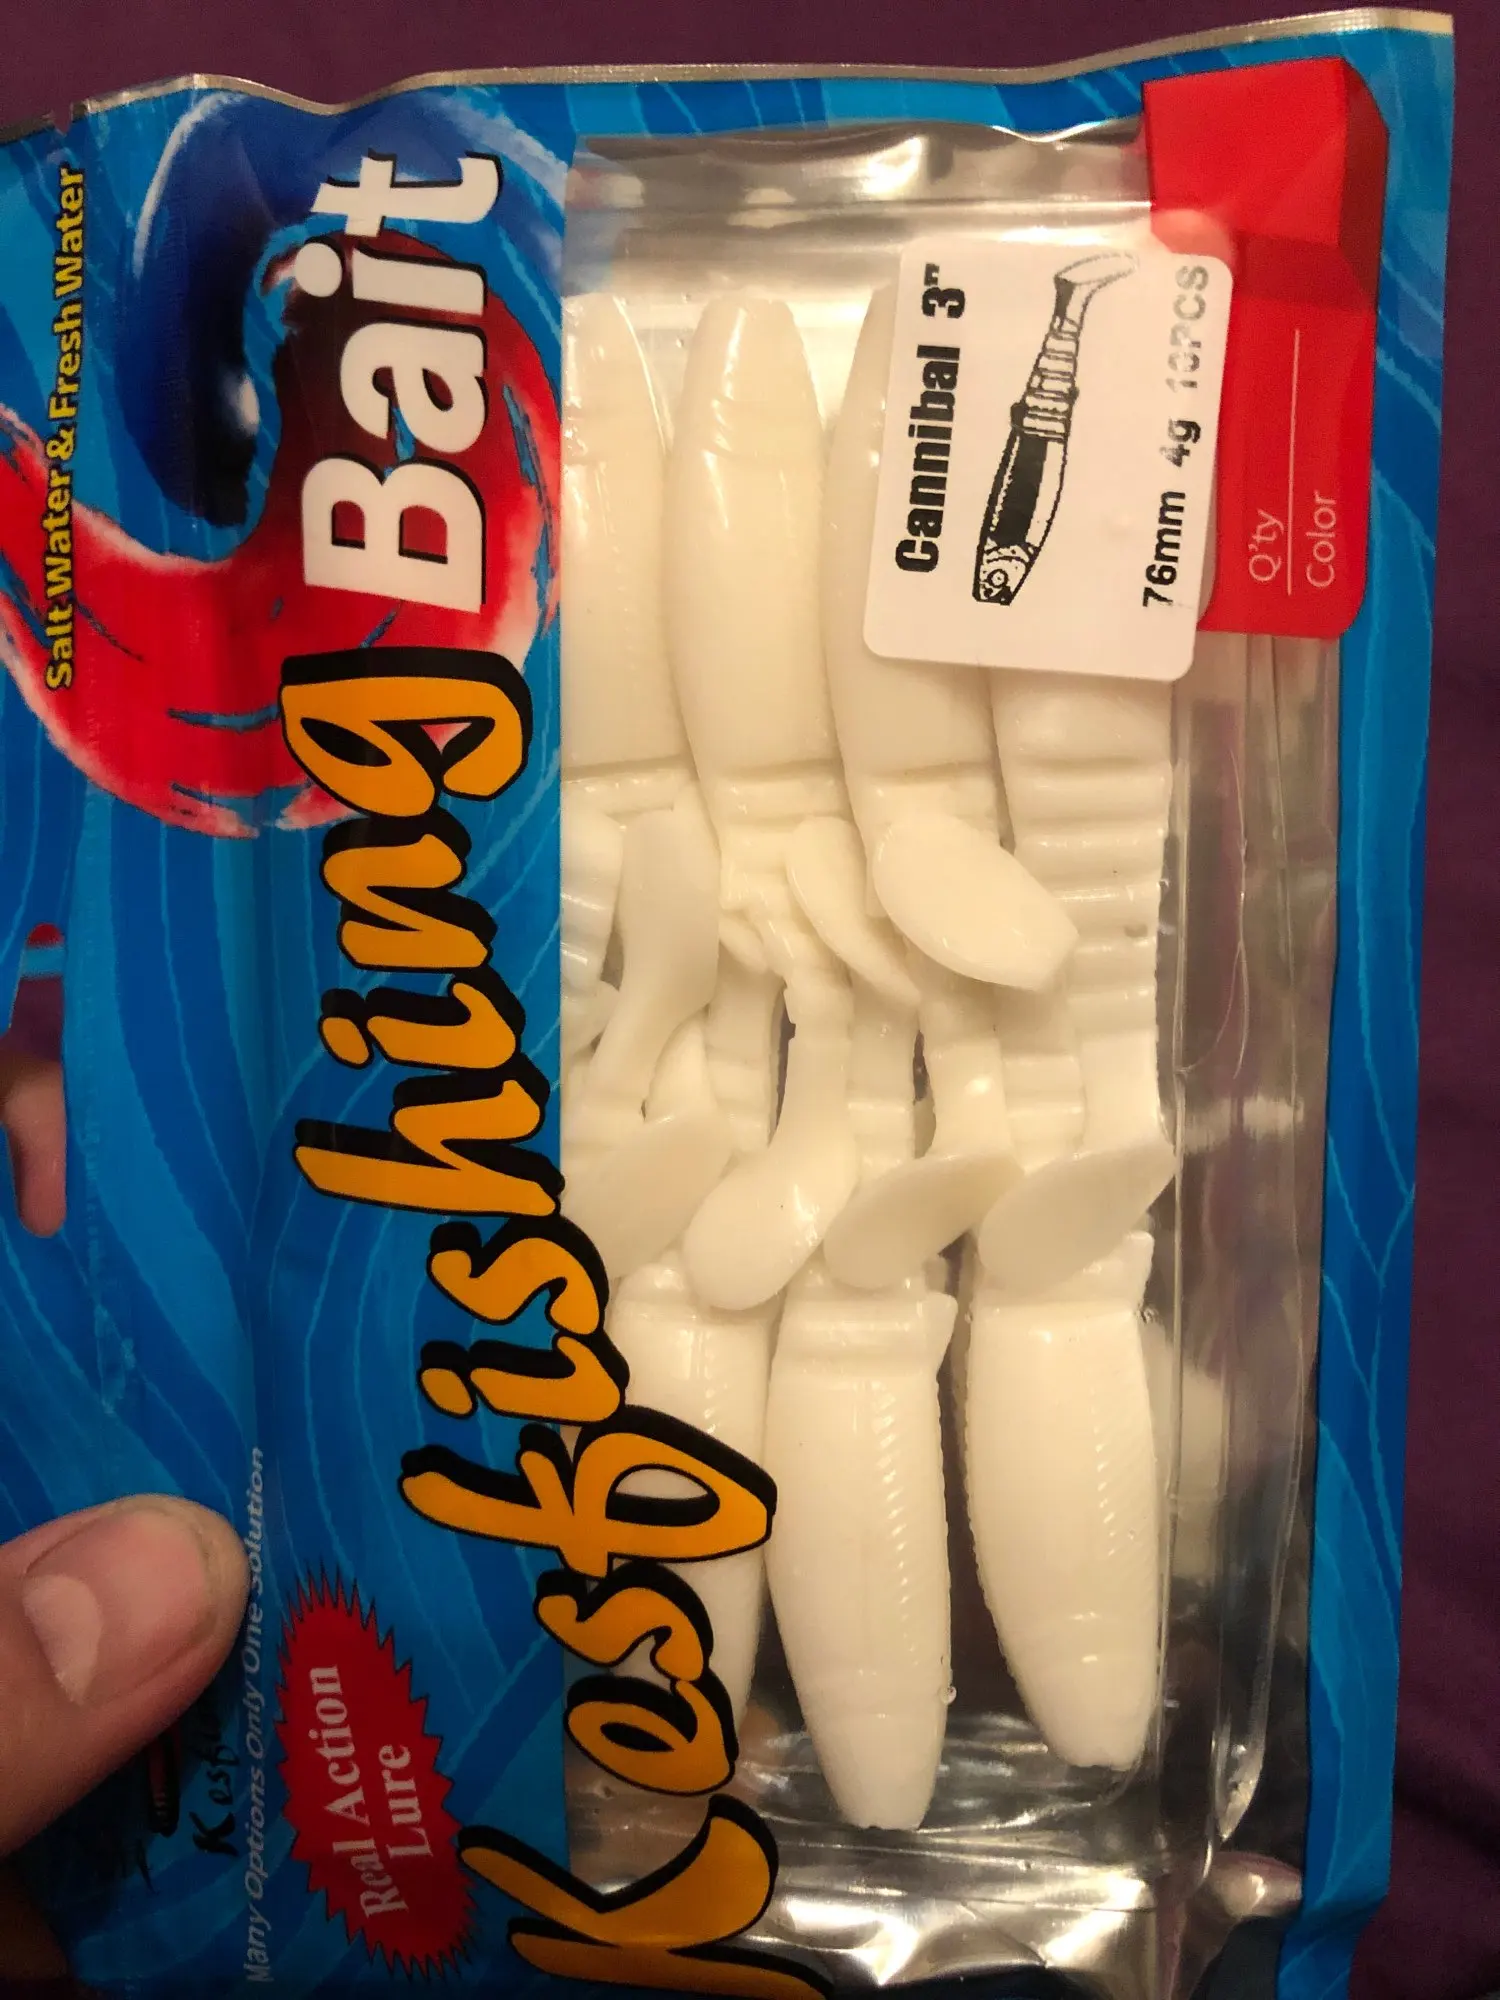 Salt Water & Fresh Water
Kesfishing Bait
Many Options Only One Solution
Real Action
Lure
Cannibal 3"
76mm 4g 10PCS
Q'ty
Color